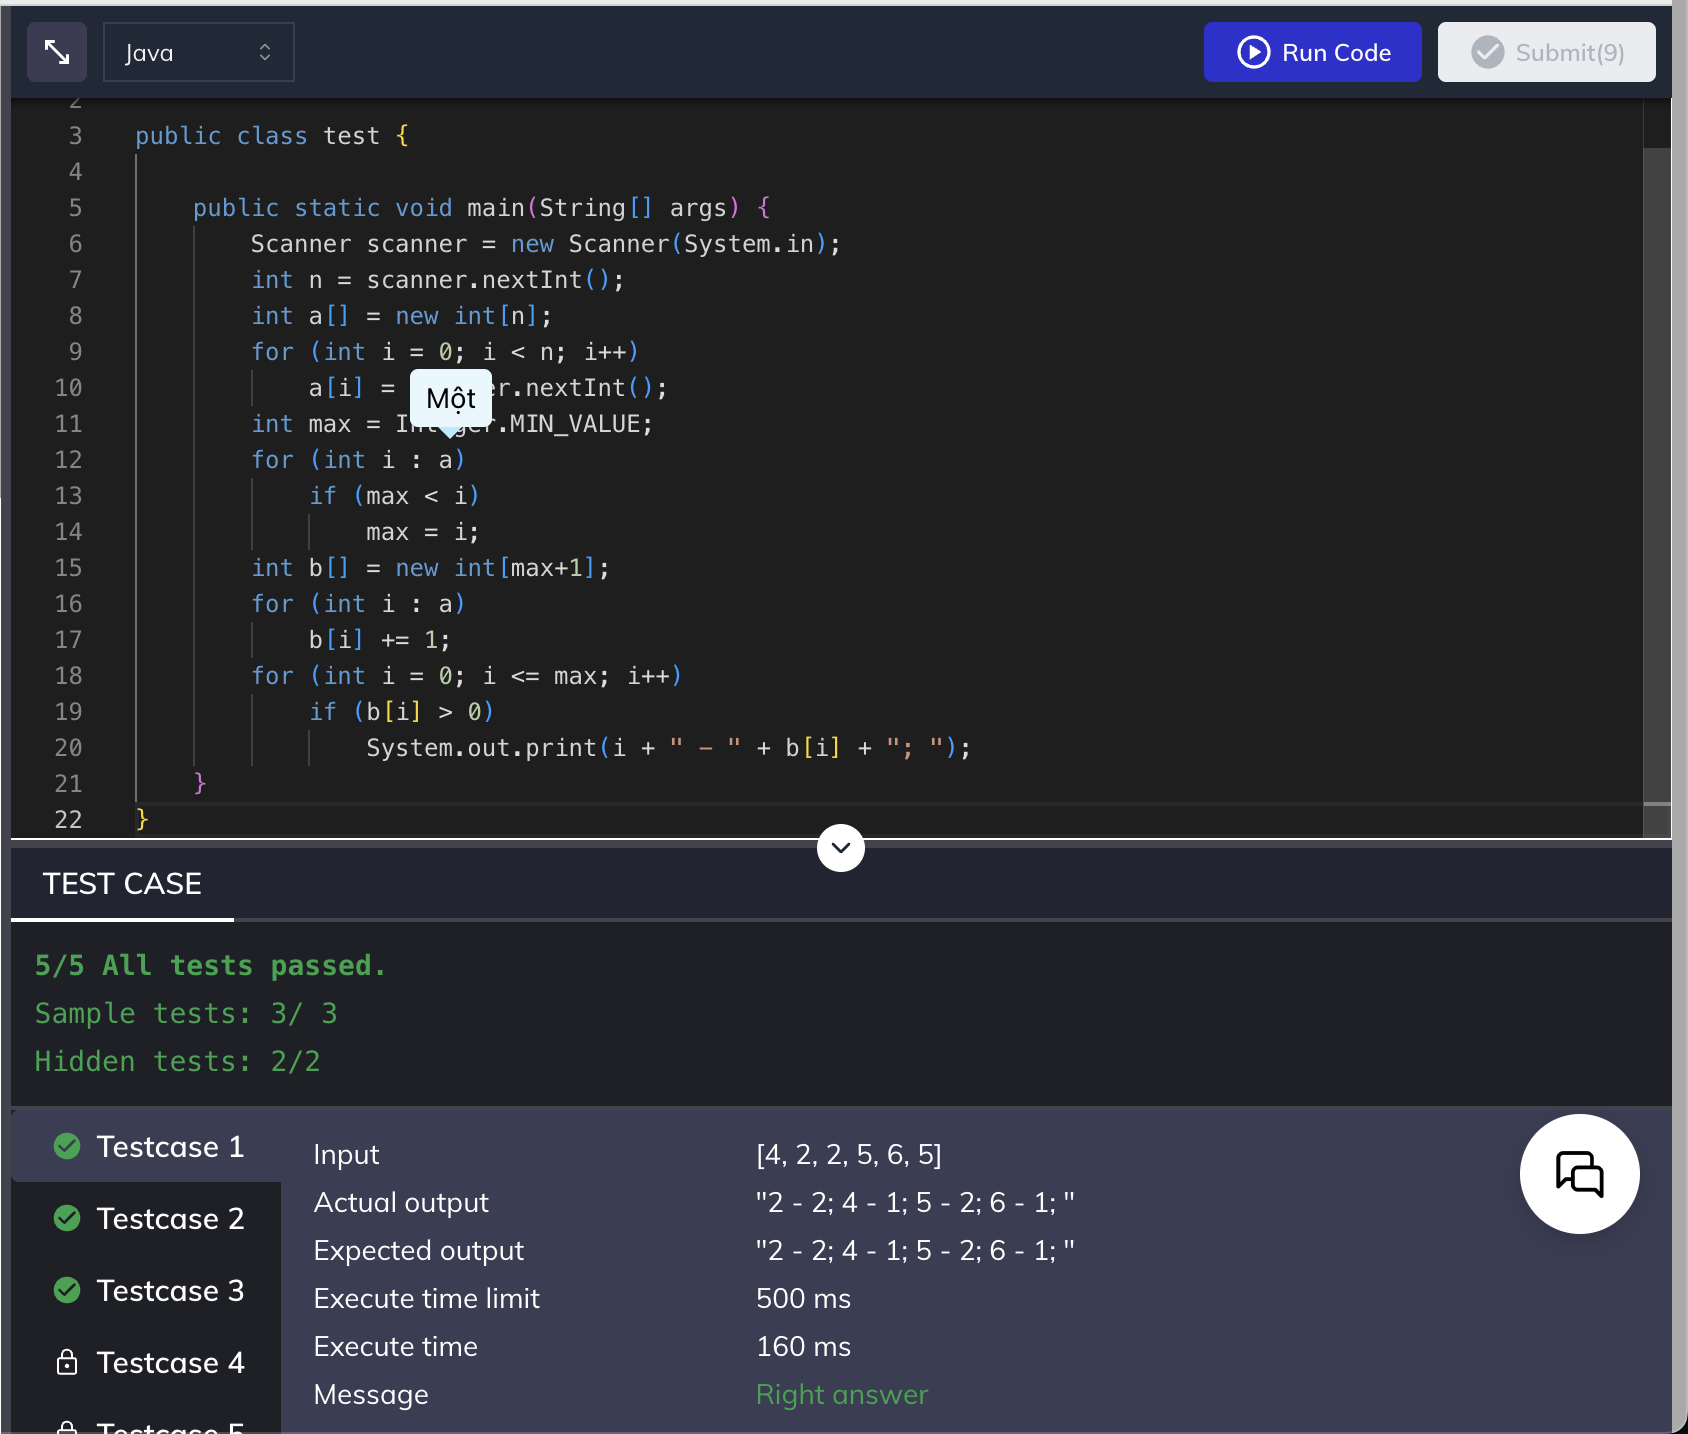 Java
Run Code
Submit(9)
2
3 public class test {
4
5 public static void main(String[] args) {
6 Scanner scanner = new Scanner(System.in);
7 int n = scanner.nextInt();
8 int a[] = new int[n];
9 for (int i = 0; i < n; i++)
10 a[i] = r.nextInt();
Một
11 int max = Integer.MIN_VALUE;
12 for (int i : a)
13 if (max < i)
14 max = i;
15 int b[] = new int[max+1];
16 for (int i : a)
17 b[i] += 1;
18 for (int i = 0; i <= max; i++)
19 if (b[i] > 0)
20 System.out.print(i + " - " + b[i] + "; ");
21 }
22 }
TEST CASE
5/5 All tests passed.
Sample tests: 3/ 3
Hidden tests: 2/2
Testcase 1
Testcase 2
Testcase 3
Testcase 4
Testcase 5
Input [4, 2, 2, 5, 6, 5]
Actual output "2 - 2; 4 - 1; 5 - 2; 6 - 1; "
Expected output "2 - 2; 4 - 1; 5 - 2; 6 - 1; "
Execute time limit 500 ms
Execute time 160 ms
Message Right answer